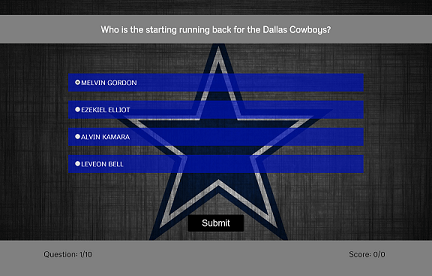 Who is the starting running back for the Dallas Cowboys?
MELVIN GORDON
EZEKIEL ELLIOT
ALVIN KAMARA
LEVEON BELL
Submit
Question: 1/10
Score: 0/0